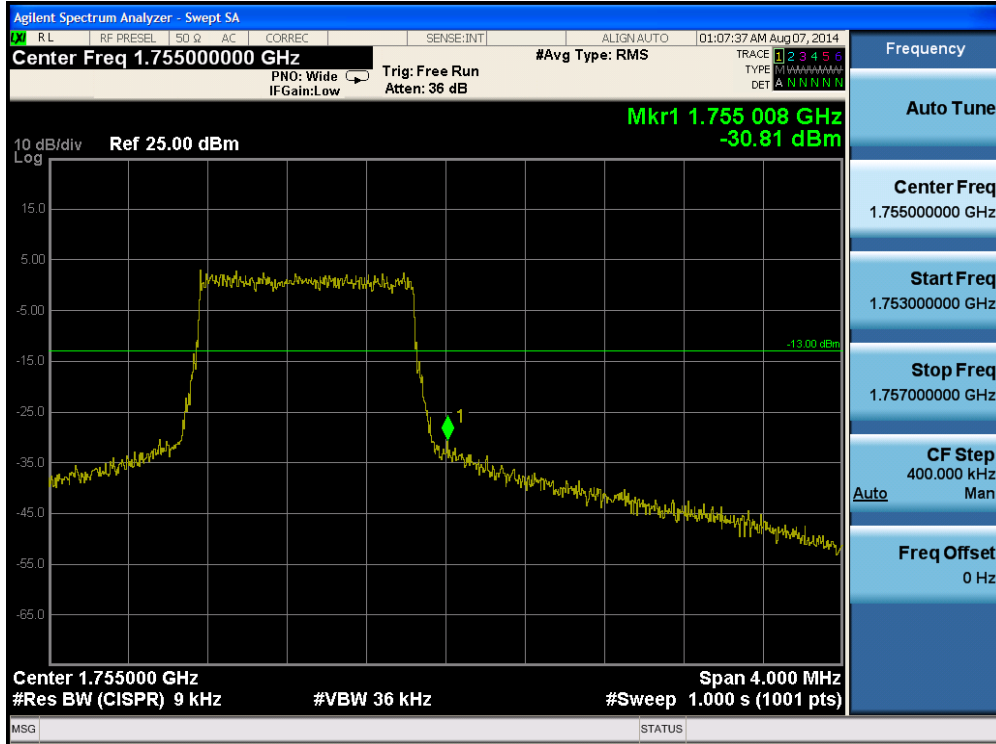 Agilent Spectrum Analyzer - Swept SA
LXI RL RF PRESEL 50 Ω AC CORREC SENSE:INT ALIGN AUTO 01:07:37 AM Aug 07, 2014
Center Freq 1.755000000 GHz
#Avg Type: RMS
TRACE 1 2 3 4 5 6
PNO: Wide Trig: Free Run
TYPE M WWWWW
IFGain:Low Atten: 36 dB
DET A N N N N N
Mkr1 1.755 008 GHz
-30.81 dBm
10 dB/div Ref 25.00 dBm
Log
15.0
5.00
-5.00
-13.00 dBm
-15.0
-25.0
1
-35.0
-45.0
-55.0
-65.0
Center 1.755000 GHz Span 4.000 MHz
#Res BW (CISPR) 9 kHz #VBW 36 kHz #Sweep 1.000 s (1001 pts)
MSG STATUS
Frequency
Auto Tune
Center Freq
1.755000000 GHz
Start Freq
1.753000000 GHz
Stop Freq
1.757000000 GHz
CF Step
400.000 kHz
Auto Man
Freq Offset
0 Hz